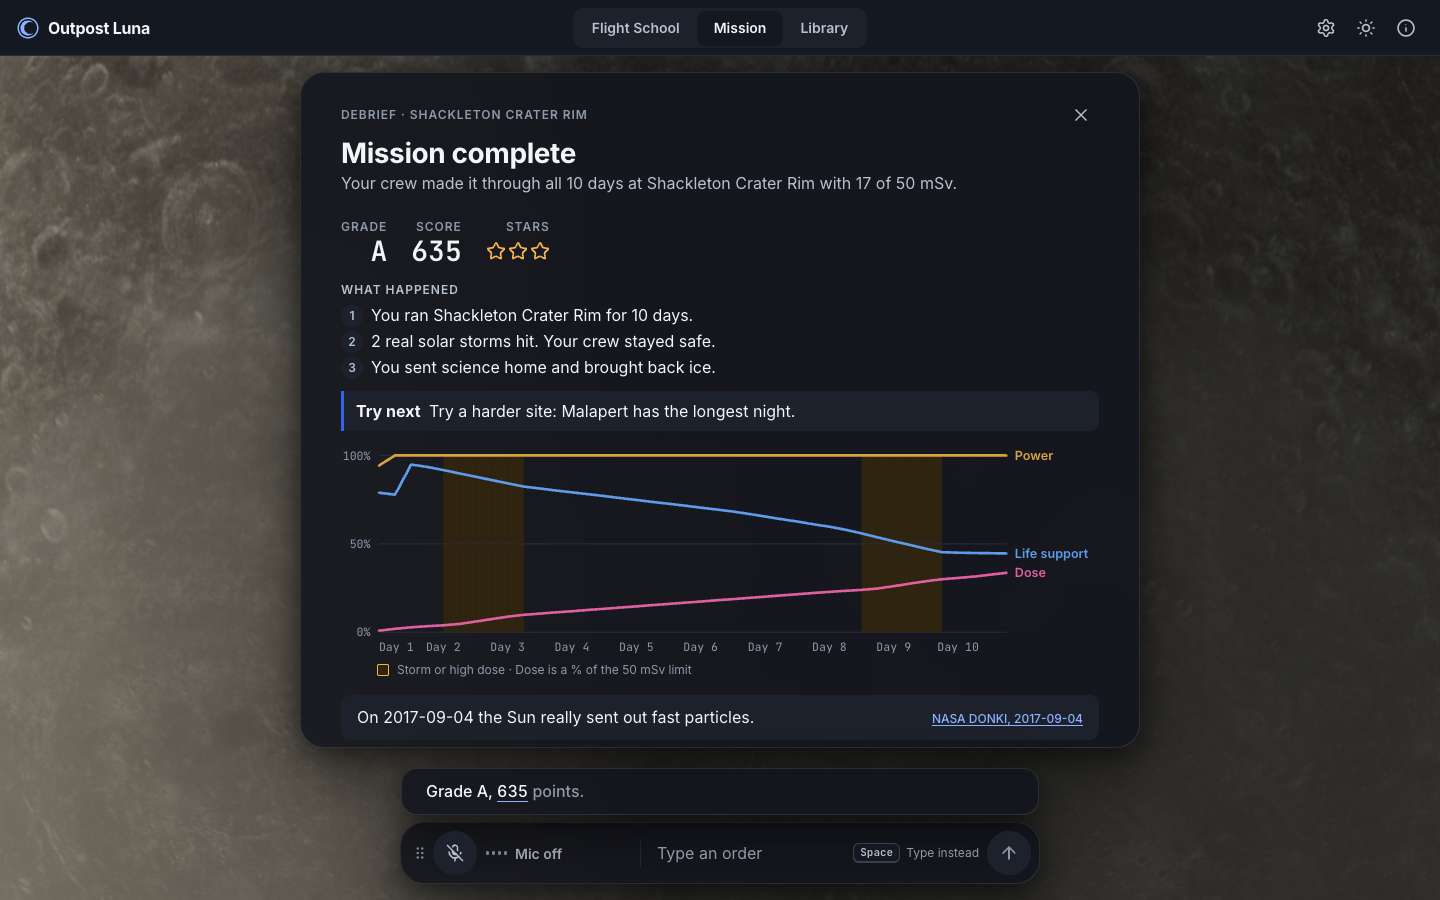 Outpost Luna
Flight School
Mission
Library
DEBRIEF · SHACKLETON CRATER RIM
Mission complete
Your crew made it through all 10 days at Shackleton Crater Rim with 17 of 50 mSv.
GRADE SCORE STARS
A 635
WHAT HAPPENED
1 You ran Shackleton Crater Rim for 10 days.
2 2 real solar storms hit. Your crew stayed safe.
3 You sent science home and brought back ice.
Try next Try a harder site: Malapert has the longest night.
100%
Power
50%
Life support
Dose
0%
Day 1 Day 2 Day 3 Day 4 Day 5 Day 6 Day 7 Day 8 Day 9 Day 10
Storm or high dose · Dose is a % of the 50 mSv limit
On 2017-09-04 the Sun really sent out fast particles. NASA DONKI, 2017-09-04
Grade A, 635 points.
Mic off
Type an order
Space Type instead